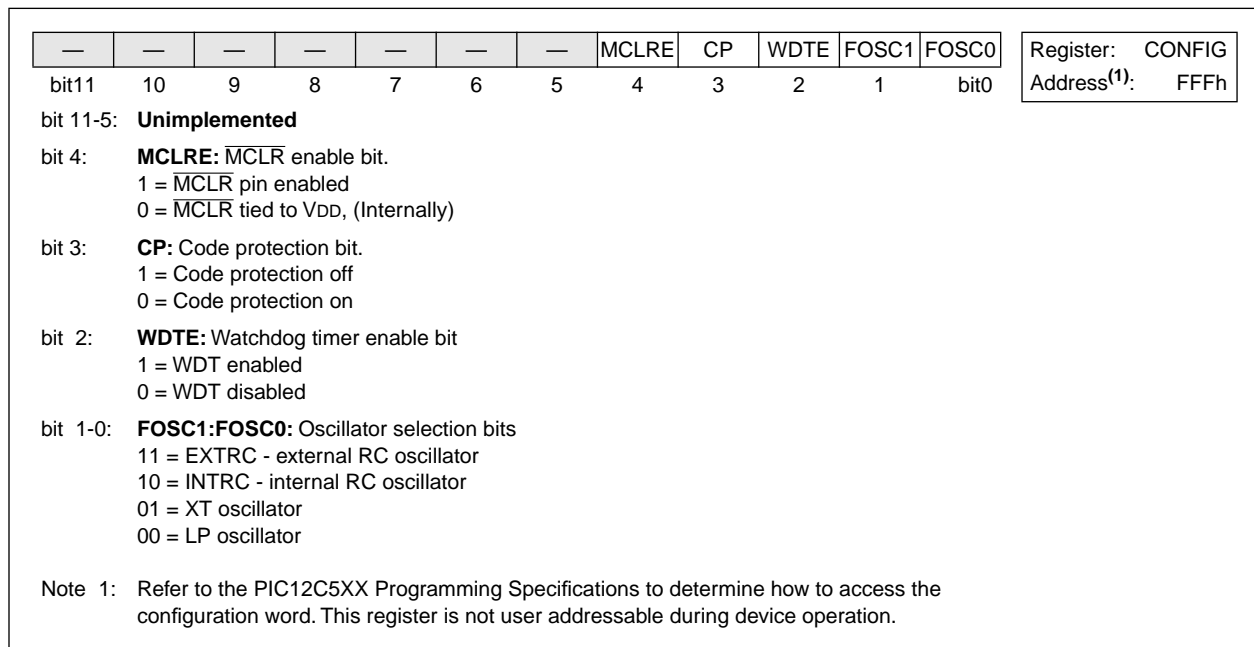 — — — — — — — MCLRE CP WDTE FOSC1 FOSC0 Register: CONFIG
bit11 10 9 8 7 6 5 4 3 2 1 bit0 Address(1): FFFh
bit 11-5: Unimplemented
bit 4: MCLRE: M̅C̅L̅R̅ enable bit.
1 = M̅C̅L̅R̅ pin enabled
0 = M̅C̅L̅R̅ tied to VDD, (Internally)
bit 3: CP: Code protection bit.
1 = Code protection off
0 = Code protection on
bit 2: WDTE: Watchdog timer enable bit
1 = WDT enabled
0 = WDT disabled
bit 1-0: FOSC1:FOSC0: Oscillator selection bits
11 = EXTRC - external RC oscillator
10 = INTRC - internal RC oscillator
01 = XT oscillator
00 = LP oscillator
Note 1: Refer to the PIC12C5XX Programming Specifications to determine how to access the
configuration word. This register is not user addressable during device operation.